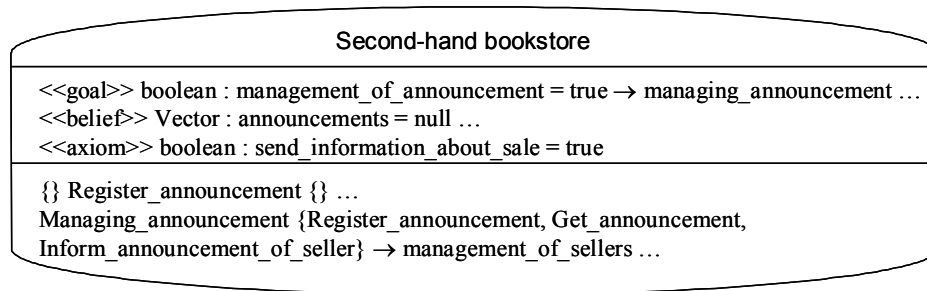 Second-hand bookstore
<<goal>> boolean : management_of_announcement = true → managing_announcement …
<<belief>> Vector : announcements = null …
<<axiom>> boolean : send_information_about_sale = true
{} Register_announcement {} …
Managing_announcement {Register_announcement, Get_announcement,
Inform_announcement_of_seller} → management_of_sellers …